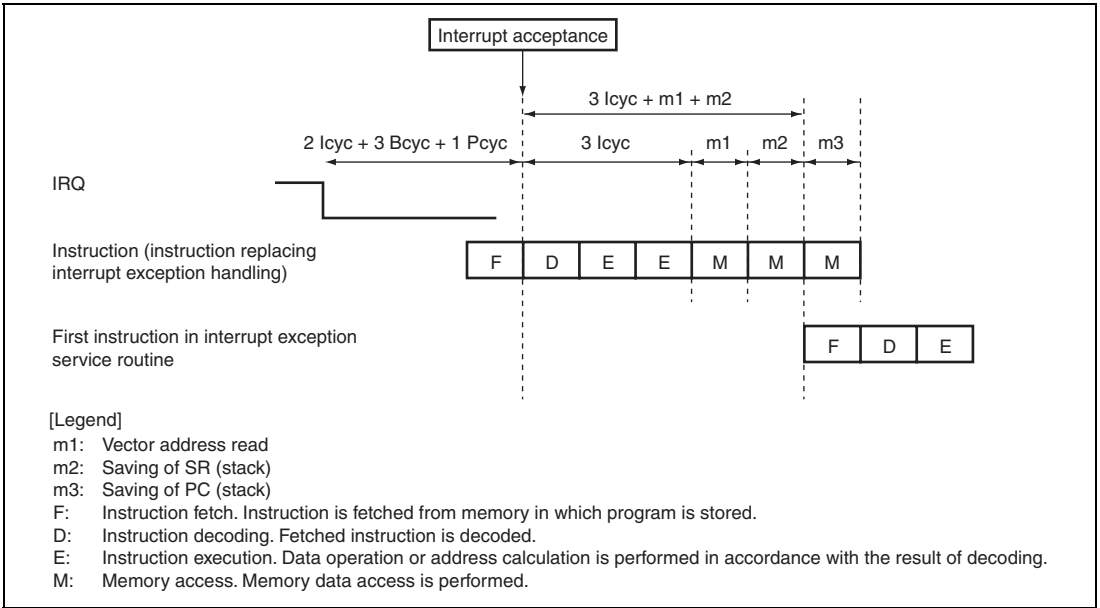 Interrupt acceptance
3 Icyc + m1 + m2
2 Icyc + 3 Bcyc + 1 Pcyc
3 Icyc
m1
m2
m3
IRQ
Instruction (instruction replacing
interrupt exception handling)
F D E E M M M
First instruction in interrupt exception
service routine
F D E
[Legend]
m1: Vector address read
m2: Saving of SR (stack)
m3: Saving of PC (stack)
F: Instruction fetch. Instruction is fetched from memory in which program is stored.
D: Instruction decoding. Fetched instruction is decoded.
E: Instruction execution. Data operation or address calculation is performed in accordance with the result of decoding.
M: Memory access. Memory data access is performed.